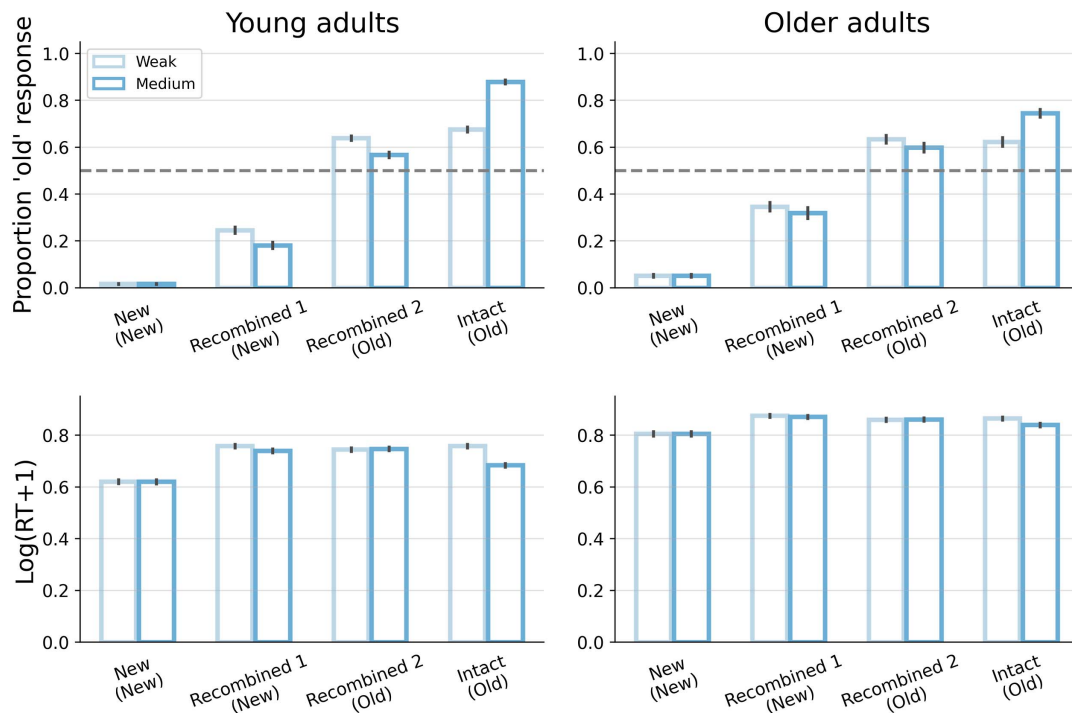 Young adults
Older adults
Proportion 'old' response
1.0
0.8
0.6
0.4
0.2
0.0
Weak
Medium
New
(New)
Recombined 1
(New)
Recombined 2
(Old)
Intact
(Old)
1.0
0.8
0.6
0.4
0.2
0.0
New
(New)
Recombined 1
(New)
Recombined 2
(Old)
Intact
(Old)
Log(RT+1)
0.8
0.6
0.4
0.2
0.0
New
(New)
Recombined 1
(New)
Recombined 2
(Old)
Intact
(Old)
0.8
0.6
0.4
0.2
0.0
New
(New)
Recombined 1
(New)
Recombined 2
(Old)
Intact
(Old)